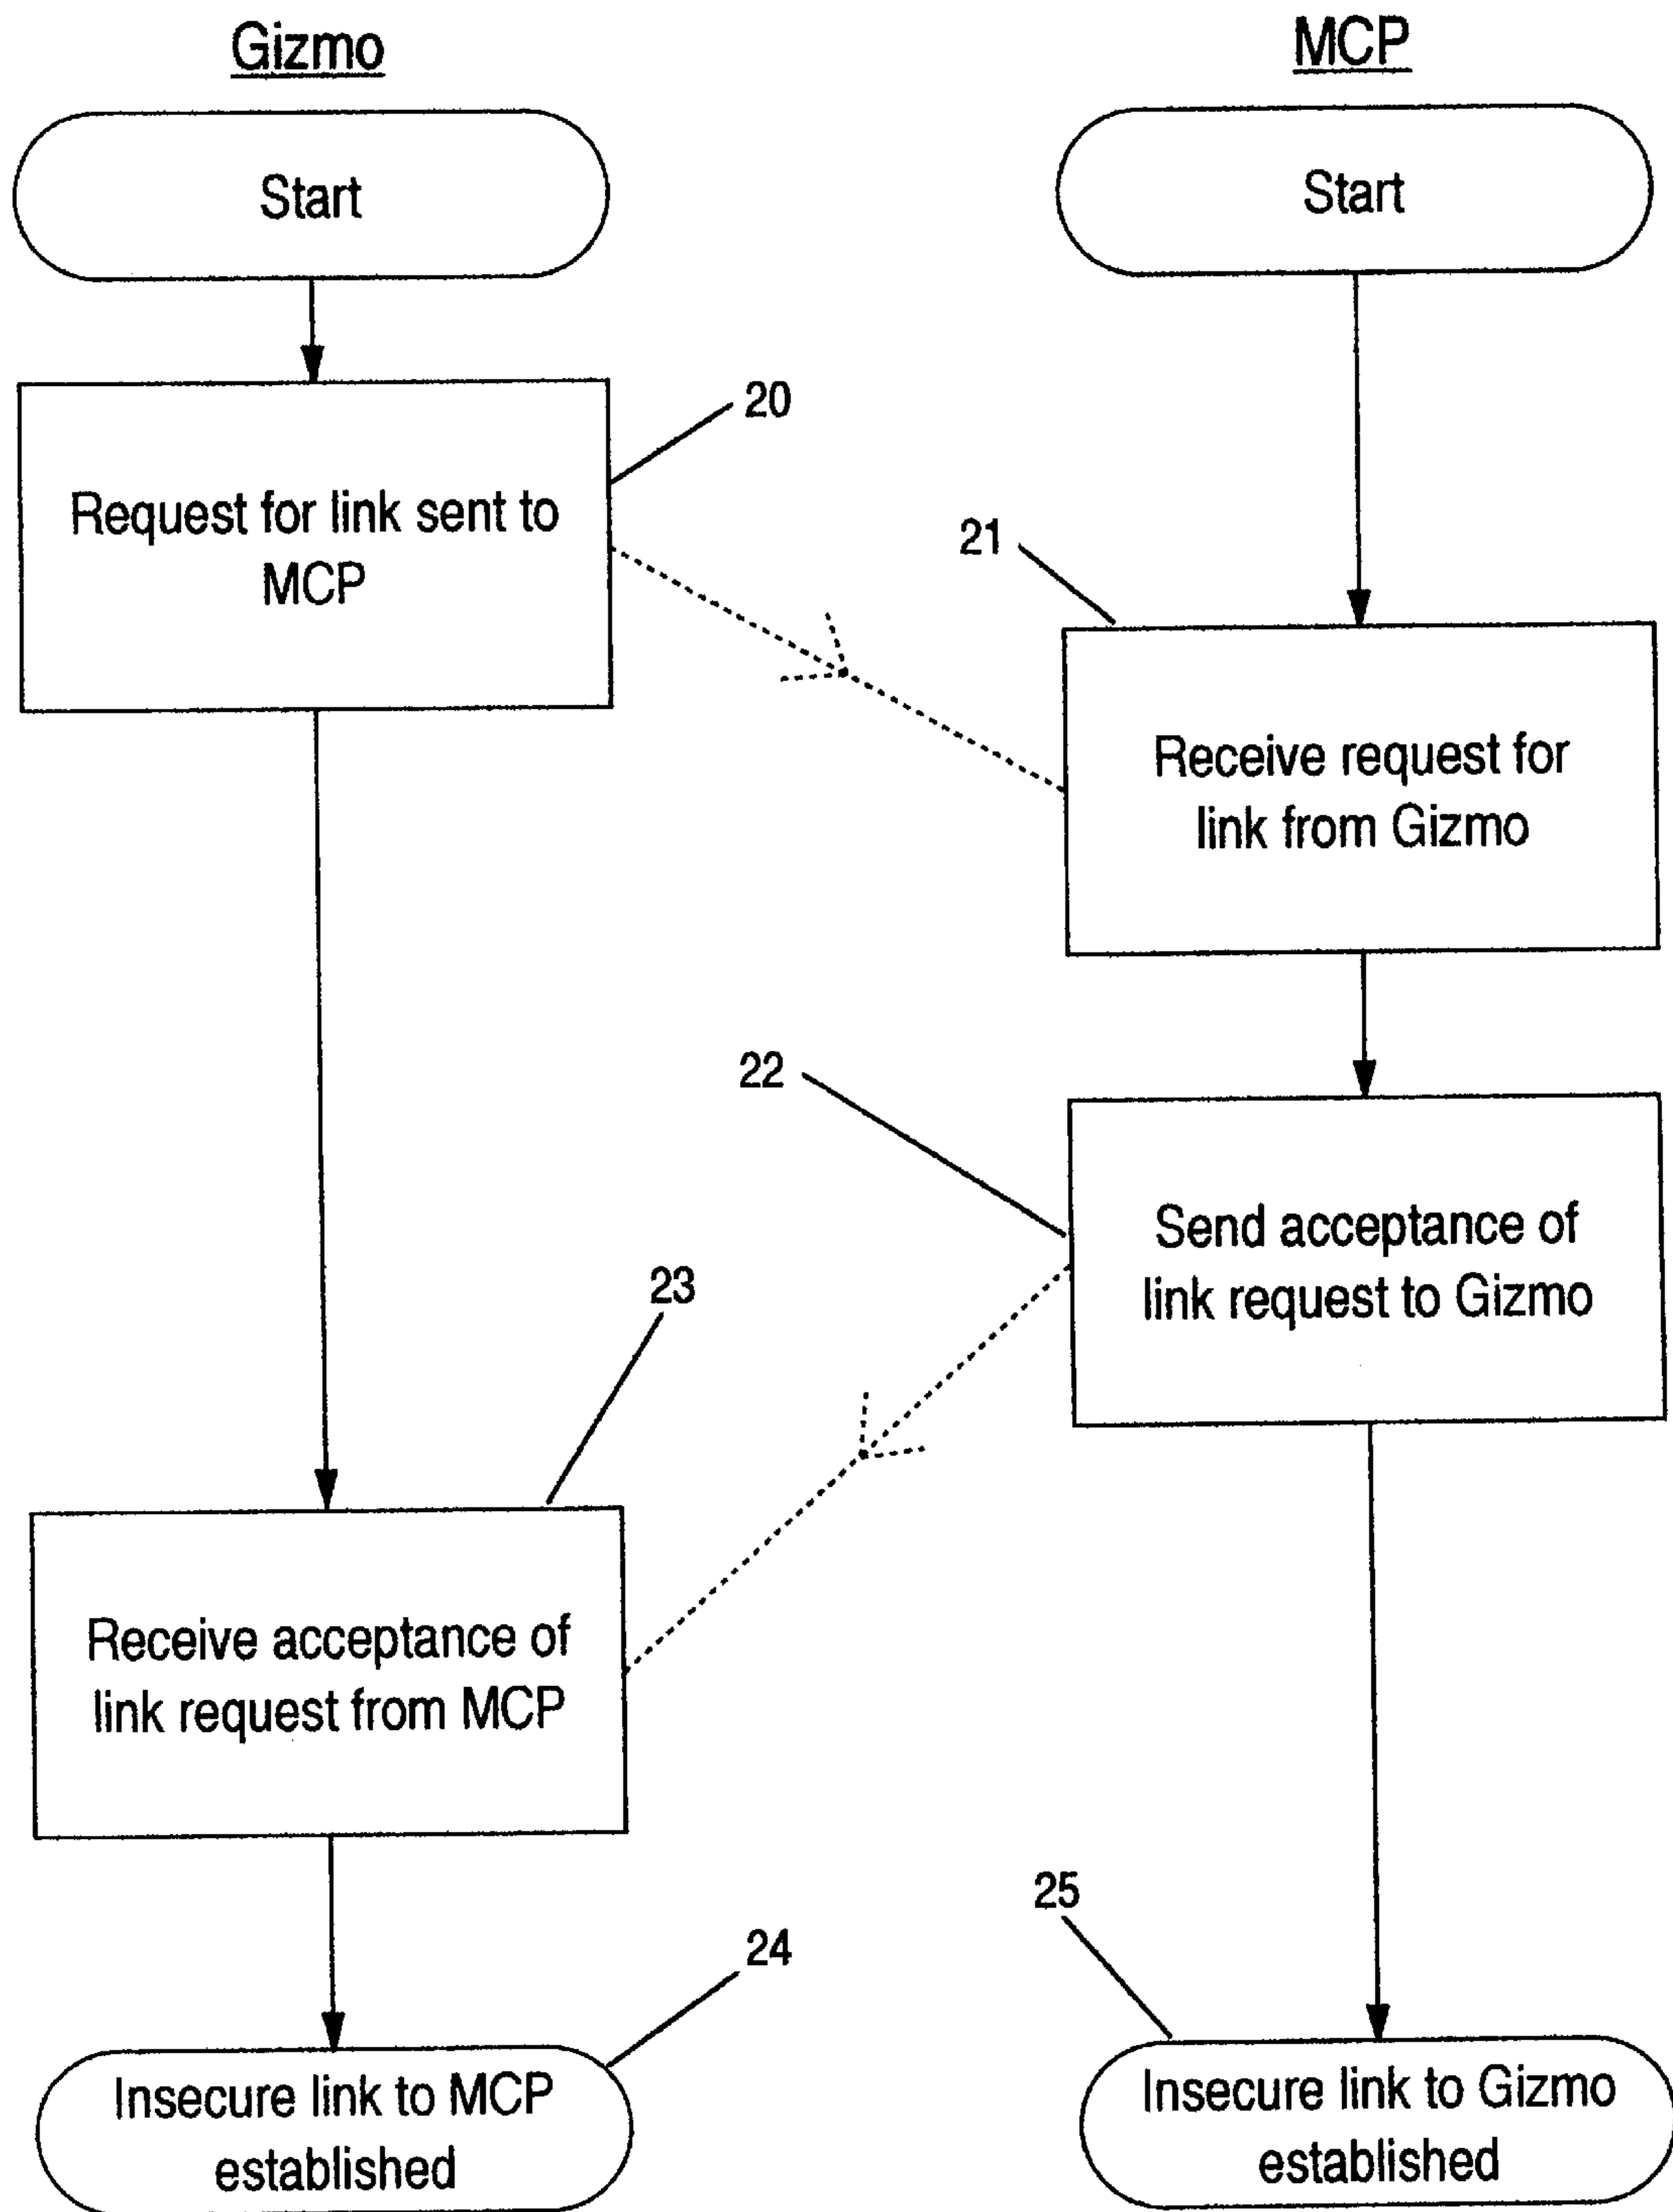 Gizmo
MCP
Start
Start
20
Request for link sent to
MCP
21
Receive request for
link from Gizmo
22
Send acceptance of
link request to Gizmo
23
Receive acceptance of
link request from MCP
24
25
Insecure link to MCP
established
Insecure link to Gizmo
established